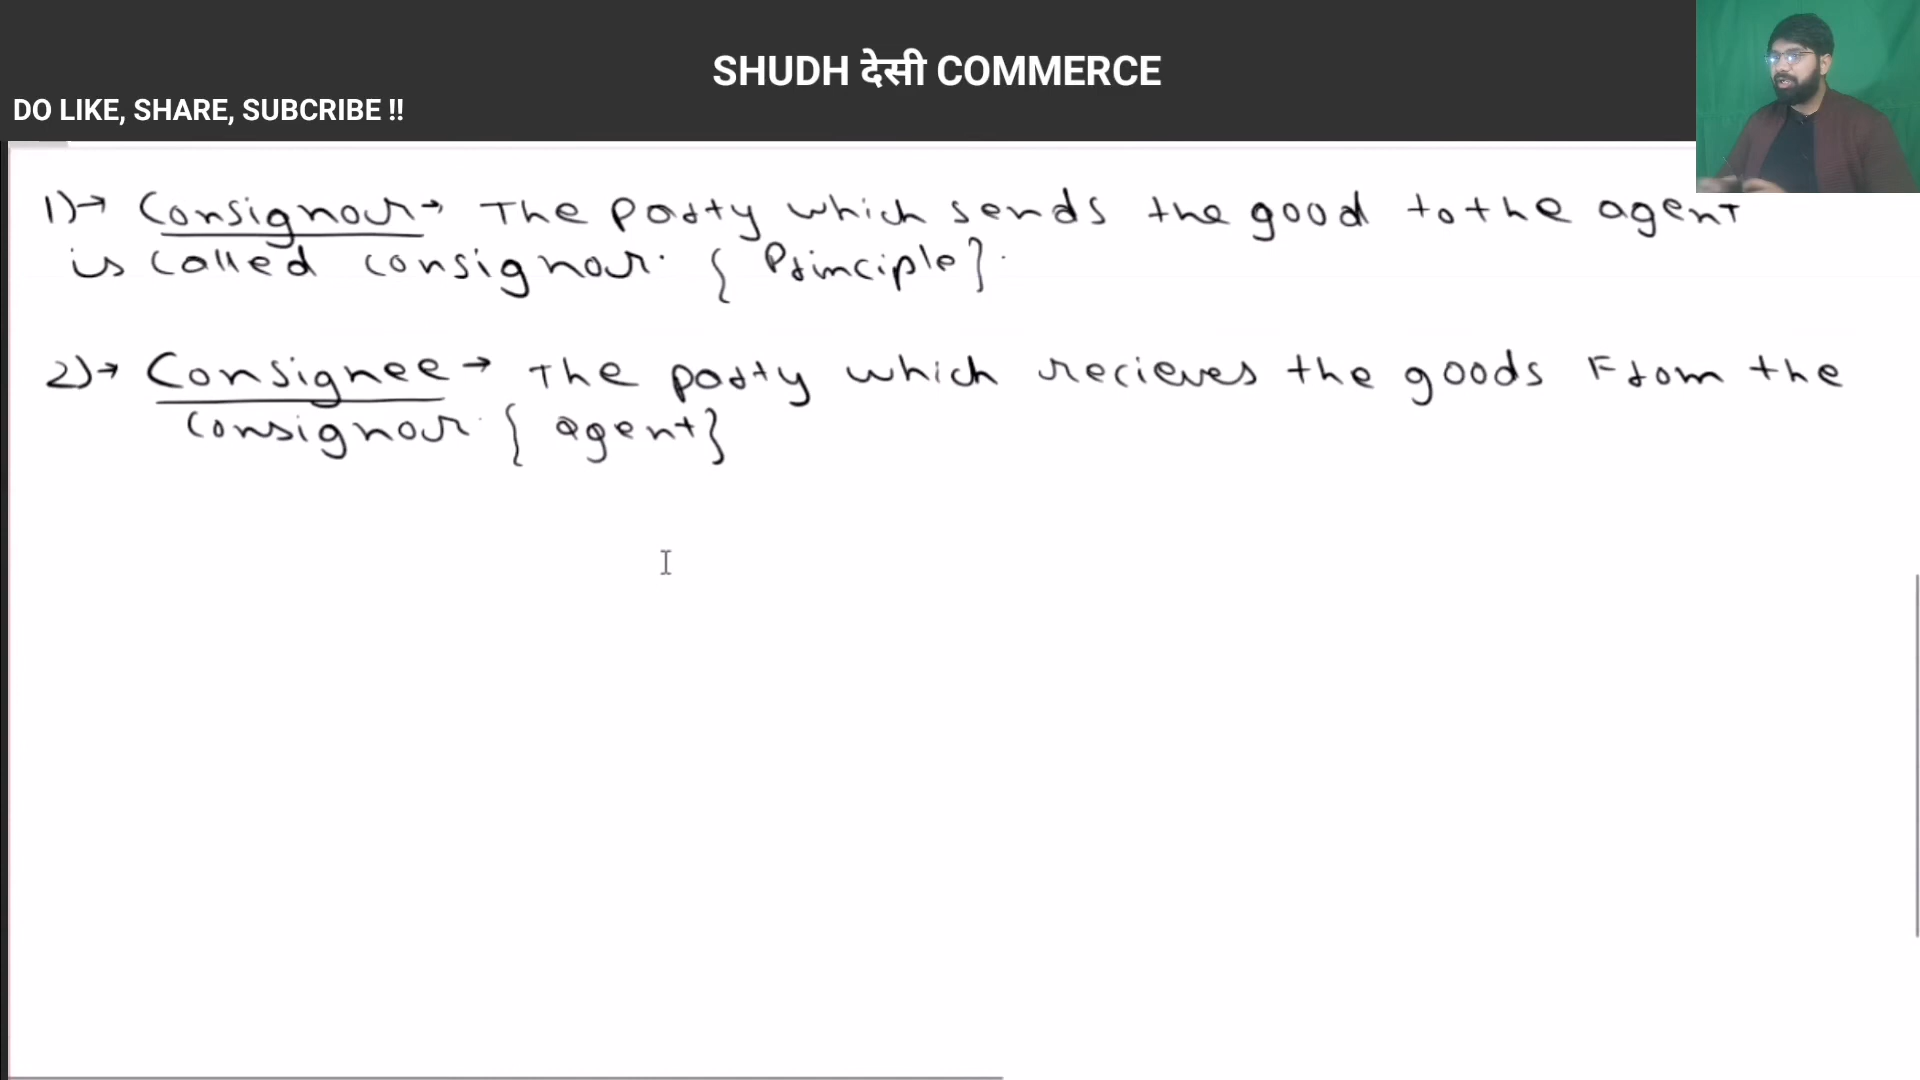 SHUDH देसी COMMERCE
DO LIKE, SHARE, SUBCRIBE !!
1)→ Consignour→ The party which sends the good to the agent
is called consignour. { Principle}.
2)→ Consignee → The party which recieves the goods From the
consignour. { agent}